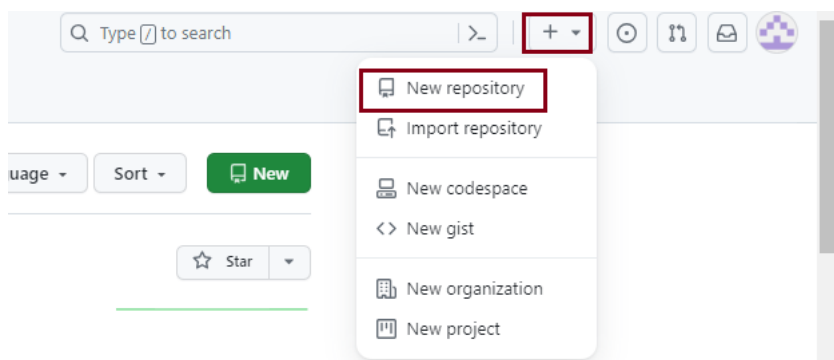 Type / to search
New repository
Import repository
uage
Sort
New
New codespace
New gist
Star
New organization
New project